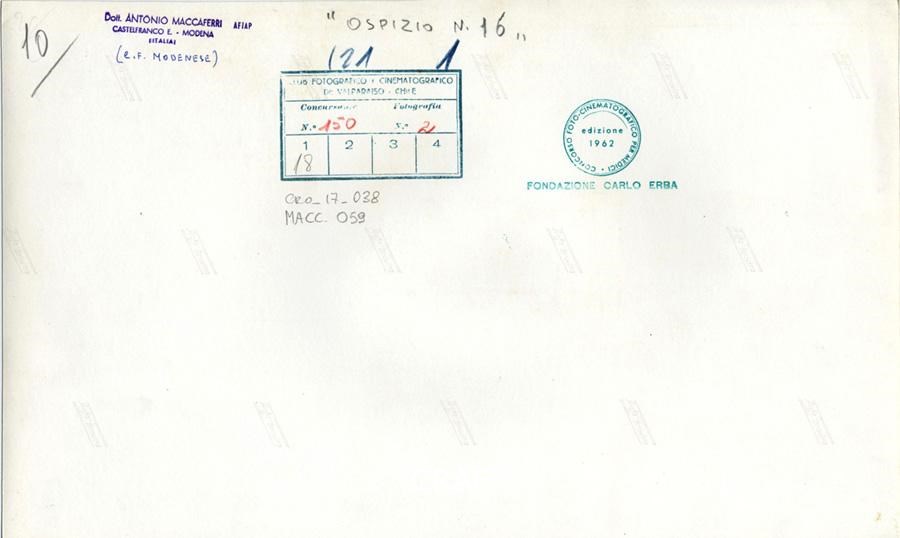 10/
Dott. ANTONIO MACCAFERRI AFIAP
CASTELFRANCO E. - MODENA
(ITALIA)
(C.F. MODENESE)
"OSPIZIO N. 16"
121 1
FOTOGRAFICO Y CINEMATOGRAFICO
DE VALPARAISO - CHILE
Concursante Fotografía
N.º 150 N.º 2
1 2 3 4
18
CRO_17_038
MACC. 059
CONCORSO FOTO-CINEMATOGRAFICO PER MEDICI
edizione
1962
FONDAZIONE CARLO ERBA